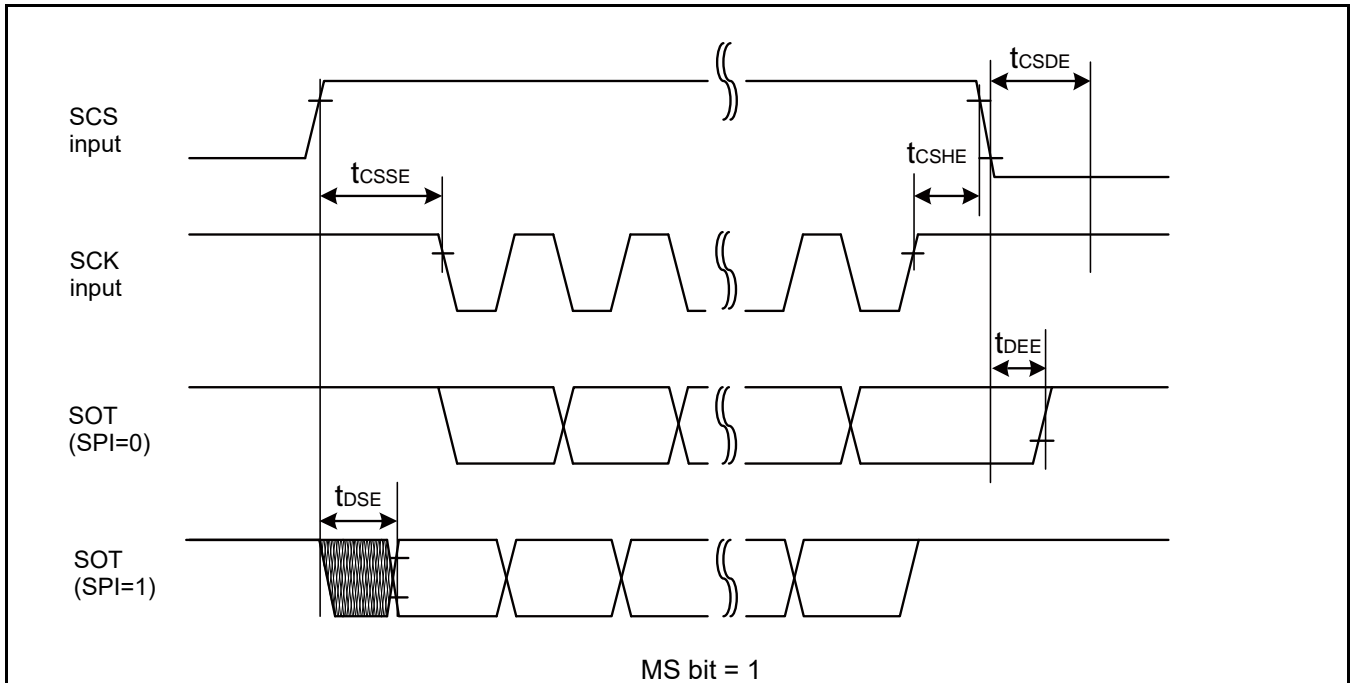 tCSDE
SCS
input
tCSHE
tCSSE
SCK
input
tDEE
SOT
(SPI=0)
tDSE
SOT
(SPI=1)
MS bit = 1